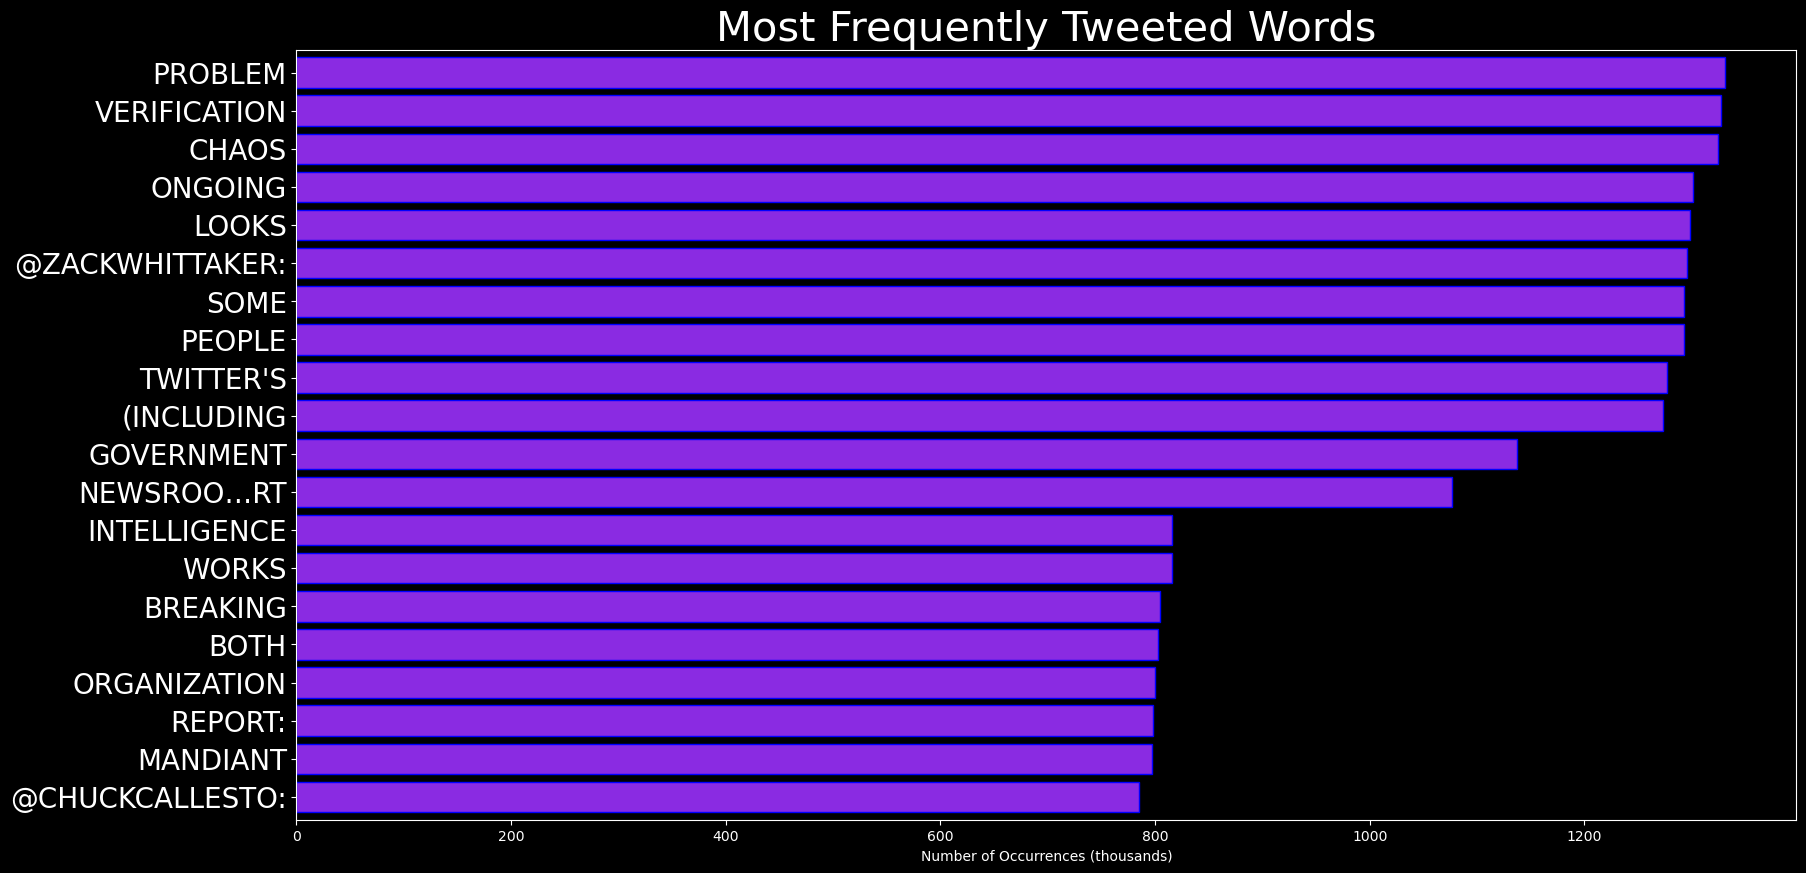 Most Frequently Tweeted Words
PROBLEM
VERIFICATION
CHAOS
ONGOING
LOOKS
@ZACKWHITTAKER:
SOME
PEOPLE
TWITTER'S
(INCLUDING
GOVERNMENT
NEWSROO…RT
INTELLIGENCE
WORKS
BREAKING
BOTH
ORGANIZATION
REPORT:
MANDIANT
@CHUCKCALLESTO:
0 200 400 600 800 1000 1200
Number of Occurrences (thousands)